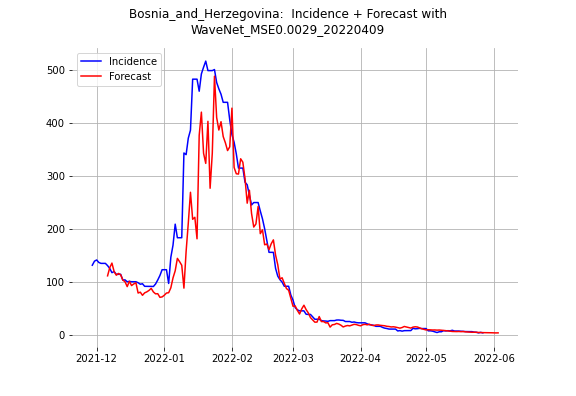 Bosnia_and_Herzegovina:  Incidence + Forecast with
WaveNet_MSE0.0029_20220409
Incidence
Forecast
500
400
300
200
100
0
2021-12 2022-01 2022-02 2022-03 2022-04 2022-05 2022-06